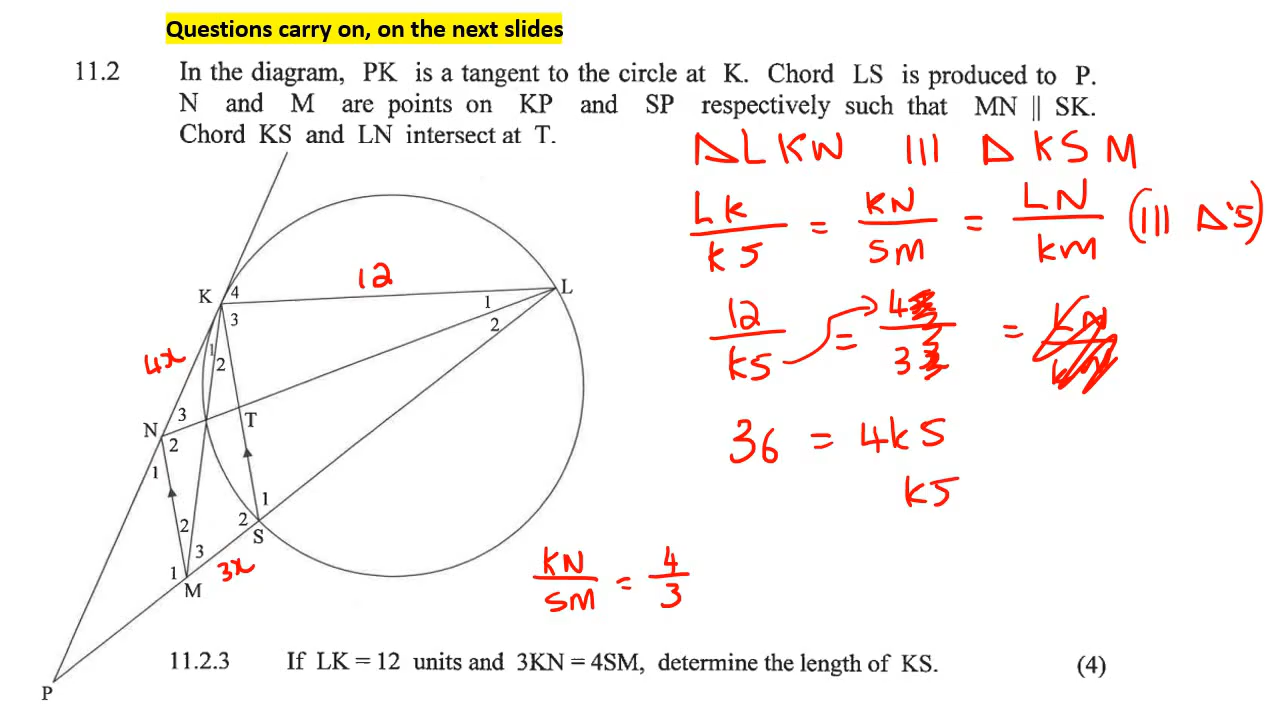 Questions carry on, on the next slides
11.2 In the diagram, PK is a tangent to the circle at K. Chord LS is produced to P.
N and M are points on KP and SP respectively such that MN || SK.
Chord KS and LN intersect at T.
ΔLKN ||| ΔKSM
LK/KS = KN/SM = LN/KM (||| Δ'S)
12/KS = 4/3 =
36 = 4KS
KS
KN/SM = 4/3
K 4
12
L
3
1
2
1
2
4x
N 3
2
1
T
2
3
1
M
1
2
S
3x
P
11.2.3 If LK = 12 units and 3KN = 4SM, determine the length of KS. (4)